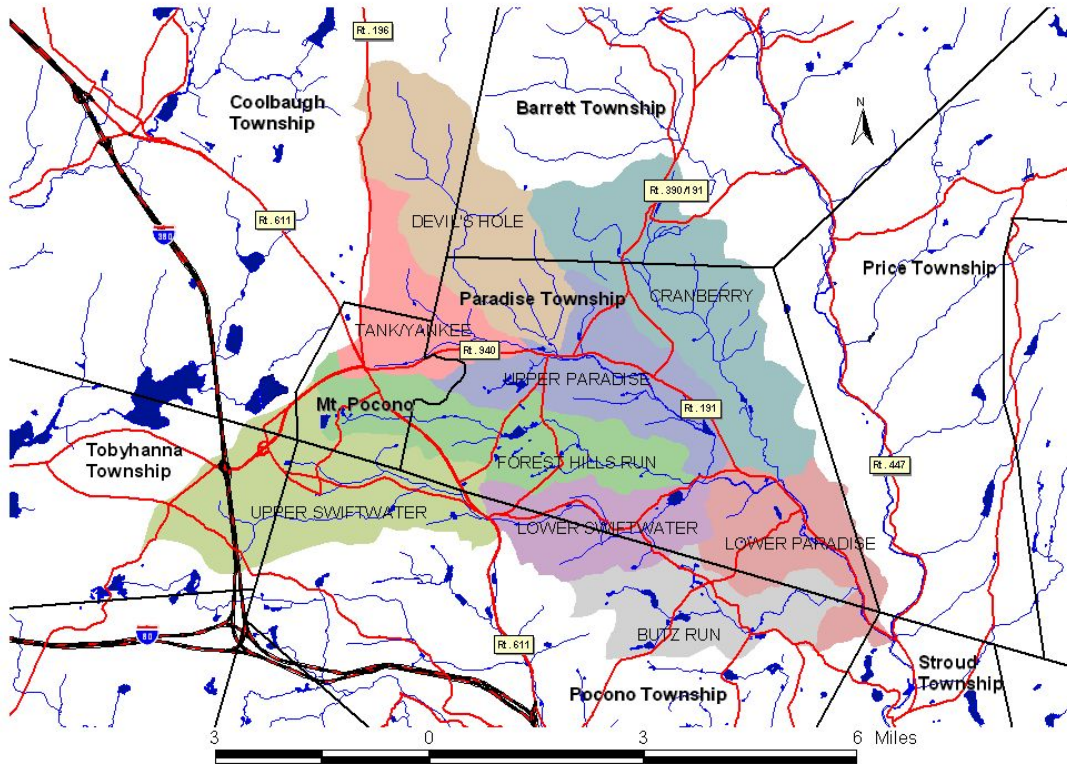 Rt. 196
Coolbaugh
Township
Barrett Township
N
Rt. 390/191
DEVIL'S HOLE
Rt. 611
380
Price Township
CRANBERRY
Paradise Township
TANK/YANKEE
Rt. 940
UPPER PARADISE
Mt. Pocono
Rt. 191
Tobyhanna
Township
FOREST HILLS RUN
Rt. 447
UPPER SWIFTWATER
LOWER SWIFTWATER
LOWER PARADISE
80
BUTZ RUN
Rt. 611
Stroud
Township
Pocono Township
3 0 3 6 Miles